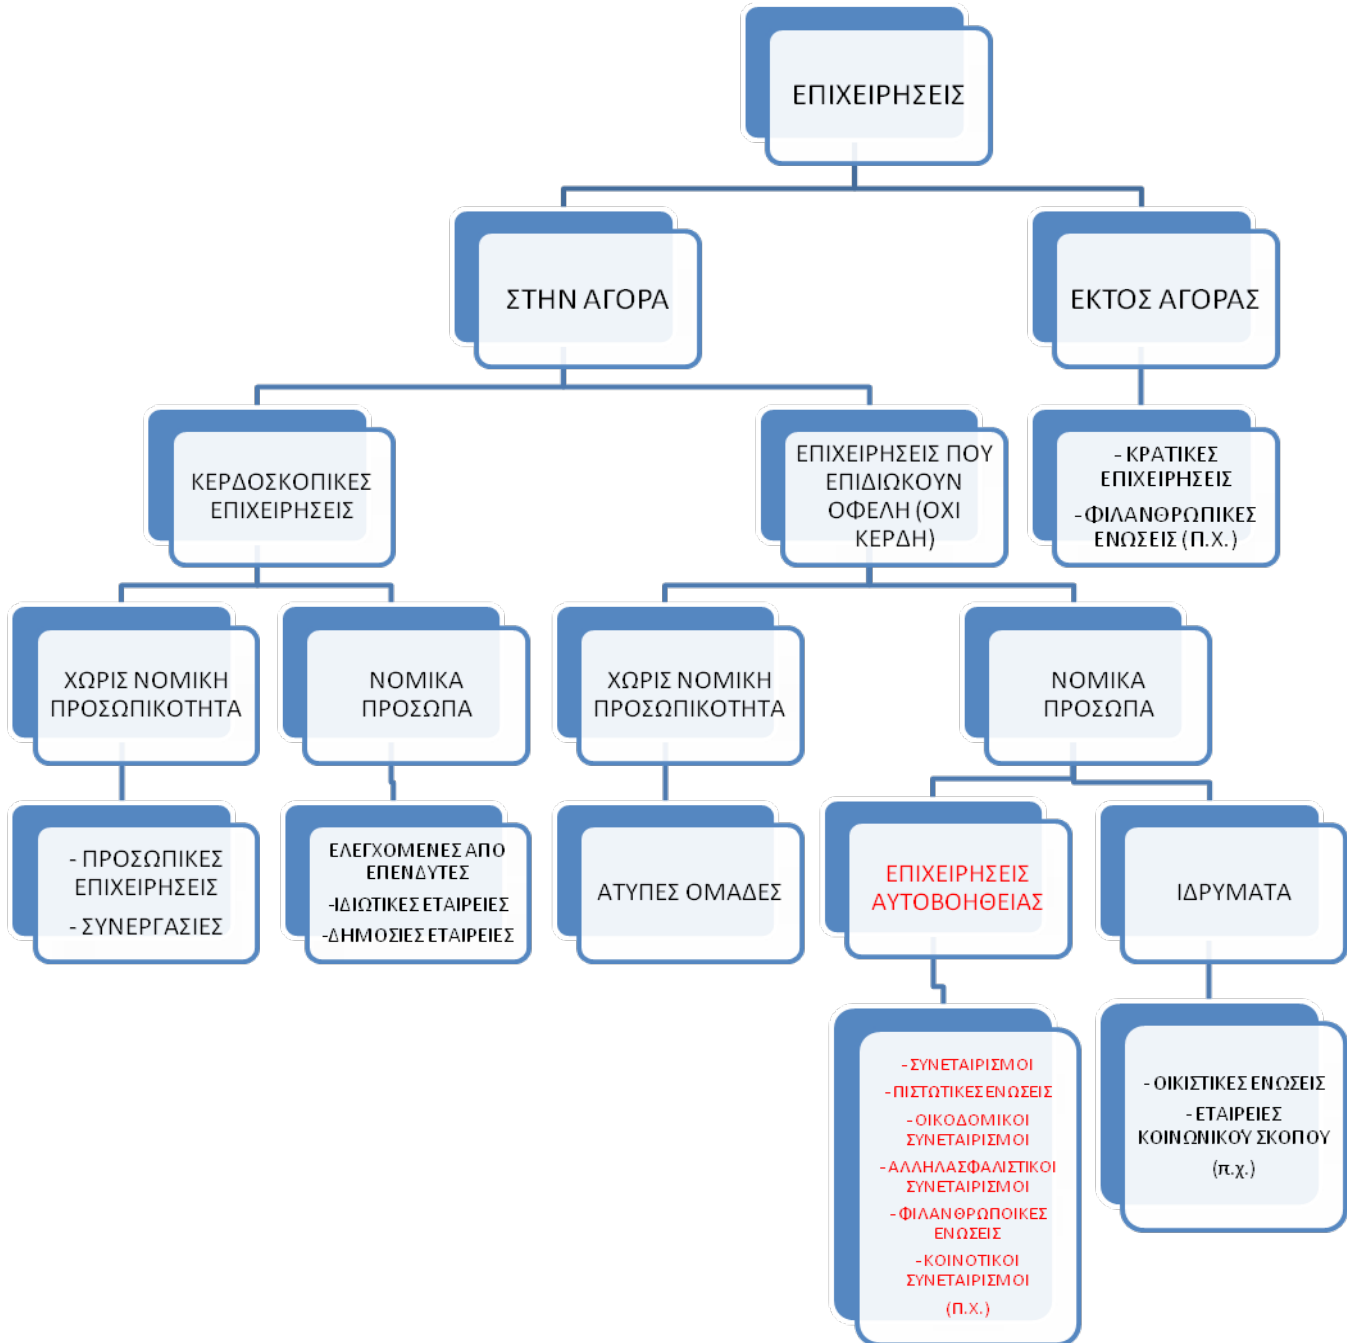 ΕΠΙΧΕΙΡΗΣΕΙΣ
ΣΤΗΝ ΑΓΟΡΑ
ΕΚΤΟΣ ΑΓΟΡΑΣ
ΚΕΡΔΟΣΚΟΠΙΚΕΣ
ΕΠΙΧΕΙΡΗΣΕΙΣ
ΕΠΙΧΕΙΡΗΣΕΙΣ ΠΟΥ
ΕΠΙΔΙΩΚΟΥΝ
ΟΦΕΛΗ (ΟΧΙ
ΚΕΡΔΗ)
- ΚΡΑΤΙΚΕΣ
ΕΠΙΧΕΙΡΗΣΕΙΣ
-ΦΙΛΑΝΘΡΩΠΙΚΕΣ
ΕΝΩΣΕΙΣ (Π.Χ.)
ΧΩΡΙΣ ΝΟΜΙΚΗ
ΠΡΟΣΩΠΙΚΟΤΗΤΑ
ΝΟΜΙΚΑ
ΠΡΟΣΩΠΑ
ΧΩΡΙΣ ΝΟΜΙΚΗ
ΠΡΟΣΩΠΙΚΟΤΗΤΑ
ΝΟΜΙΚΑ
ΠΡΟΣΩΠΑ
- ΠΡΟΣΩΠΙΚΕΣ
ΕΠΙΧΕΙΡΗΣΕΙΣ
- ΣΥΝΕΡΓΑΣΙΕΣ
ΕΛΕΓΧΟΜΕΝΕΣ ΑΠΟ
ΕΠΕΝΔΥΤΕΣ
-ΙΔΙΩΤΙΚΕΣ ΕΤΑΙΡΕΙΕΣ
-ΔΗΜΟΣΙΕΣ ΕΤΑΙΡΕΙΕΣ
ΑΤΥΠΕΣ ΟΜΑΔΕΣ
ΕΠΙΧΕΙΡΗΣΕΙΣ
ΑΥΤΟΒΟΗΘΕΙΑΣ
ΙΔΡΥΜΑΤΑ
- ΣΥΝΕΤΑΙΡΙΣΜΟΙ
- ΠΙΣΤΩΤΙΚΕΣ ΕΝΩΣΕΙΣ
- ΟΙΚΟΔΟΜΙΚΟΙ
ΣΥΝΕΤΑΙΡΙΣΜΟΙ
- ΑΛΛΗΛΑΣΦΑΛΙΣΤΙΚΟΙ
ΣΥΝΕΤΑΙΡΙΣΜΟΙ
- ΦΙΛΑΝΘΡΩΠΟΙΚΕΣ
ΕΝΩΣΕΙΣ
- ΚΟΙΝΟΤΙΚΟΙ
ΣΥΝΕΤΑΙΡΙΣΜΟΙ
(Π.Χ.)
- ΟΙΚΙΣΤΙΚΕΣ ΕΝΩΣΕΙΣ
- ΕΤΑΙΡΕΙΕΣ
ΚΟΙΝΩΝΙΚΟΎ ΣΚΟΠΟΥ
(π.χ.)